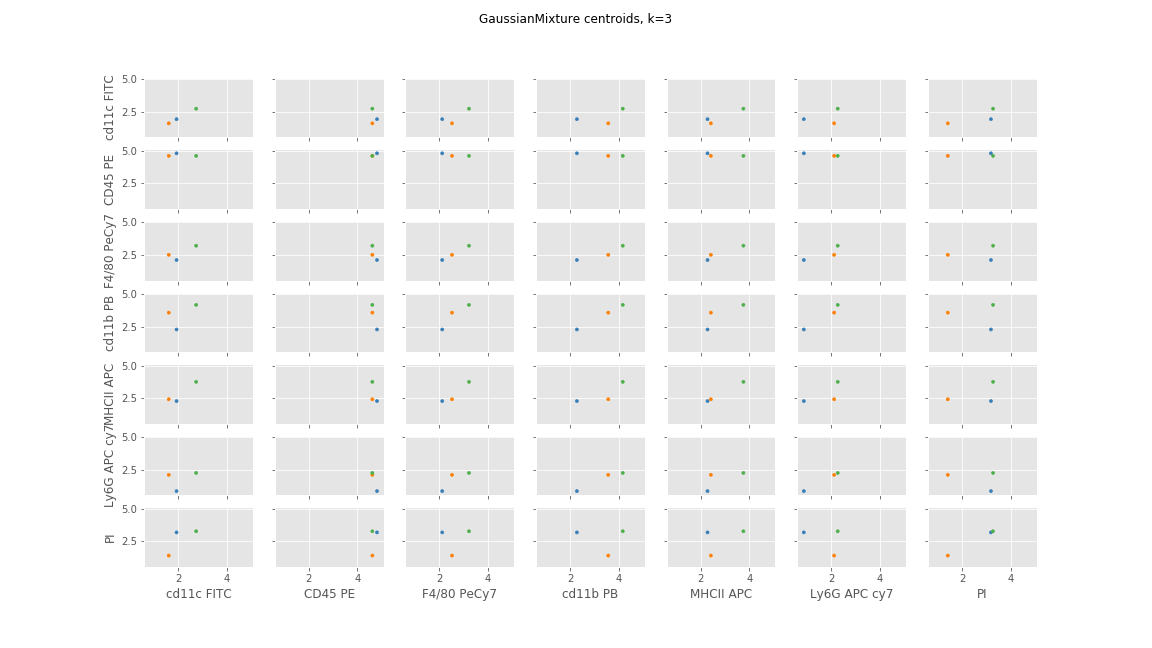 GaussianMixture centroids, k=3
cd11c FITC
5.0
2.5
CD45 PE
5.0
2.5
F4/80 PeCy7
5.0
2.5
cd11b PB
5.0
2.5
MHCII APC
5.0
2.5
Ly6G APC cy7
5.0
2.5
PI
5.0
2.5
2 4 2 4 2 4 2 4 2 4 2 4 2 4
cd11c FITC CD45 PE F4/80 PeCy7 cd11b PB MHCII APC Ly6G APC cy7 PI